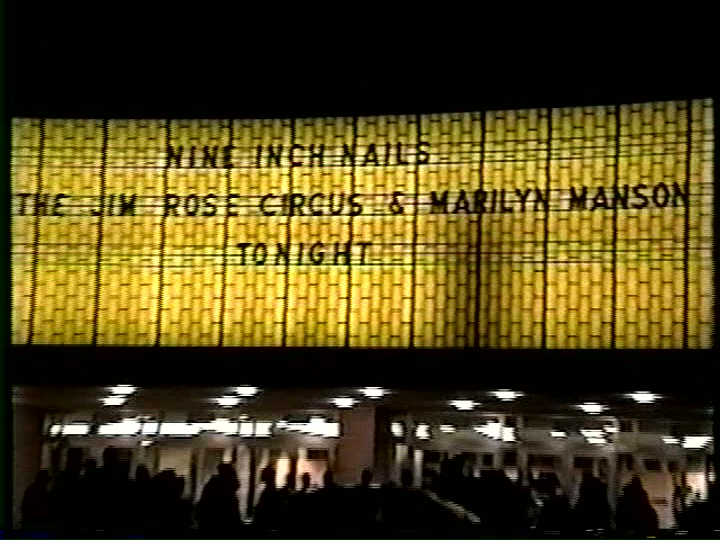 NINE INCH NAILS
THE JIM ROSE CIRCUS & MARILYN MANSON
TONIGHT